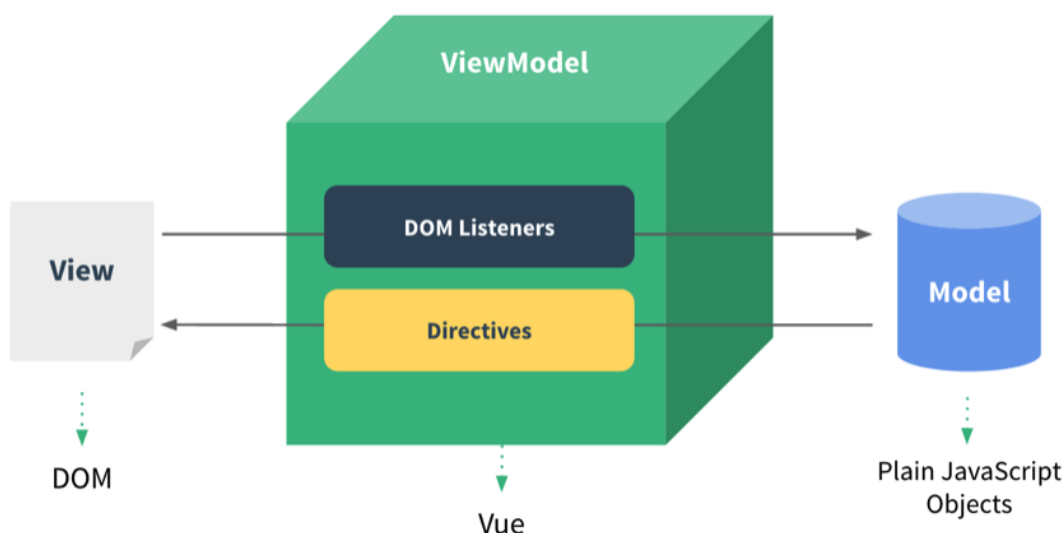 ViewModel
DOM Listeners
View
Model
Directives
DOM
Vue
Plain JavaScript
Objects